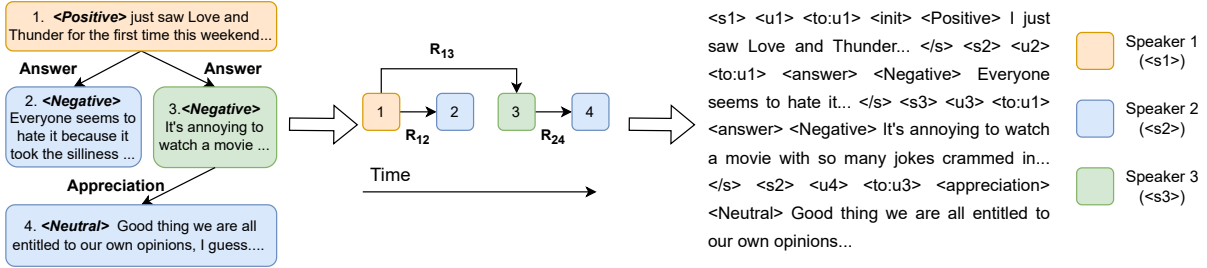 1. <Positive> just saw Love and
Thunder for the first time this weekend...
Answer
Answer
2. <Negative>
Everyone seems to
hate it because it
took the silliness ...
3.<Negative>
It's annoying to
watch a movie ...
Appreciation
4. <Neutral> Good thing we are all
entitled to our own opinions, I guess....
R13
1
2
3
4
R12
R24
Time
<s1> <u1> <to:u1> <init> <Positive> I just
saw Love and Thunder... </s> <s2> <u2>
<to:u1> <answer> <Negative> Everyone
seems to hate it... </s> <s3> <u3> <to:u1>
<answer> <Negative> It's annoying to watch
a movie with so many jokes crammed in...
</s> <s2> <u4> <to:u3> <appreciation>
<Neutral> Good thing we are all entitled to
our own opinions...
Speaker 1
(<s1>)
Speaker 2
(<s2>)
Speaker 3
(<s3>)